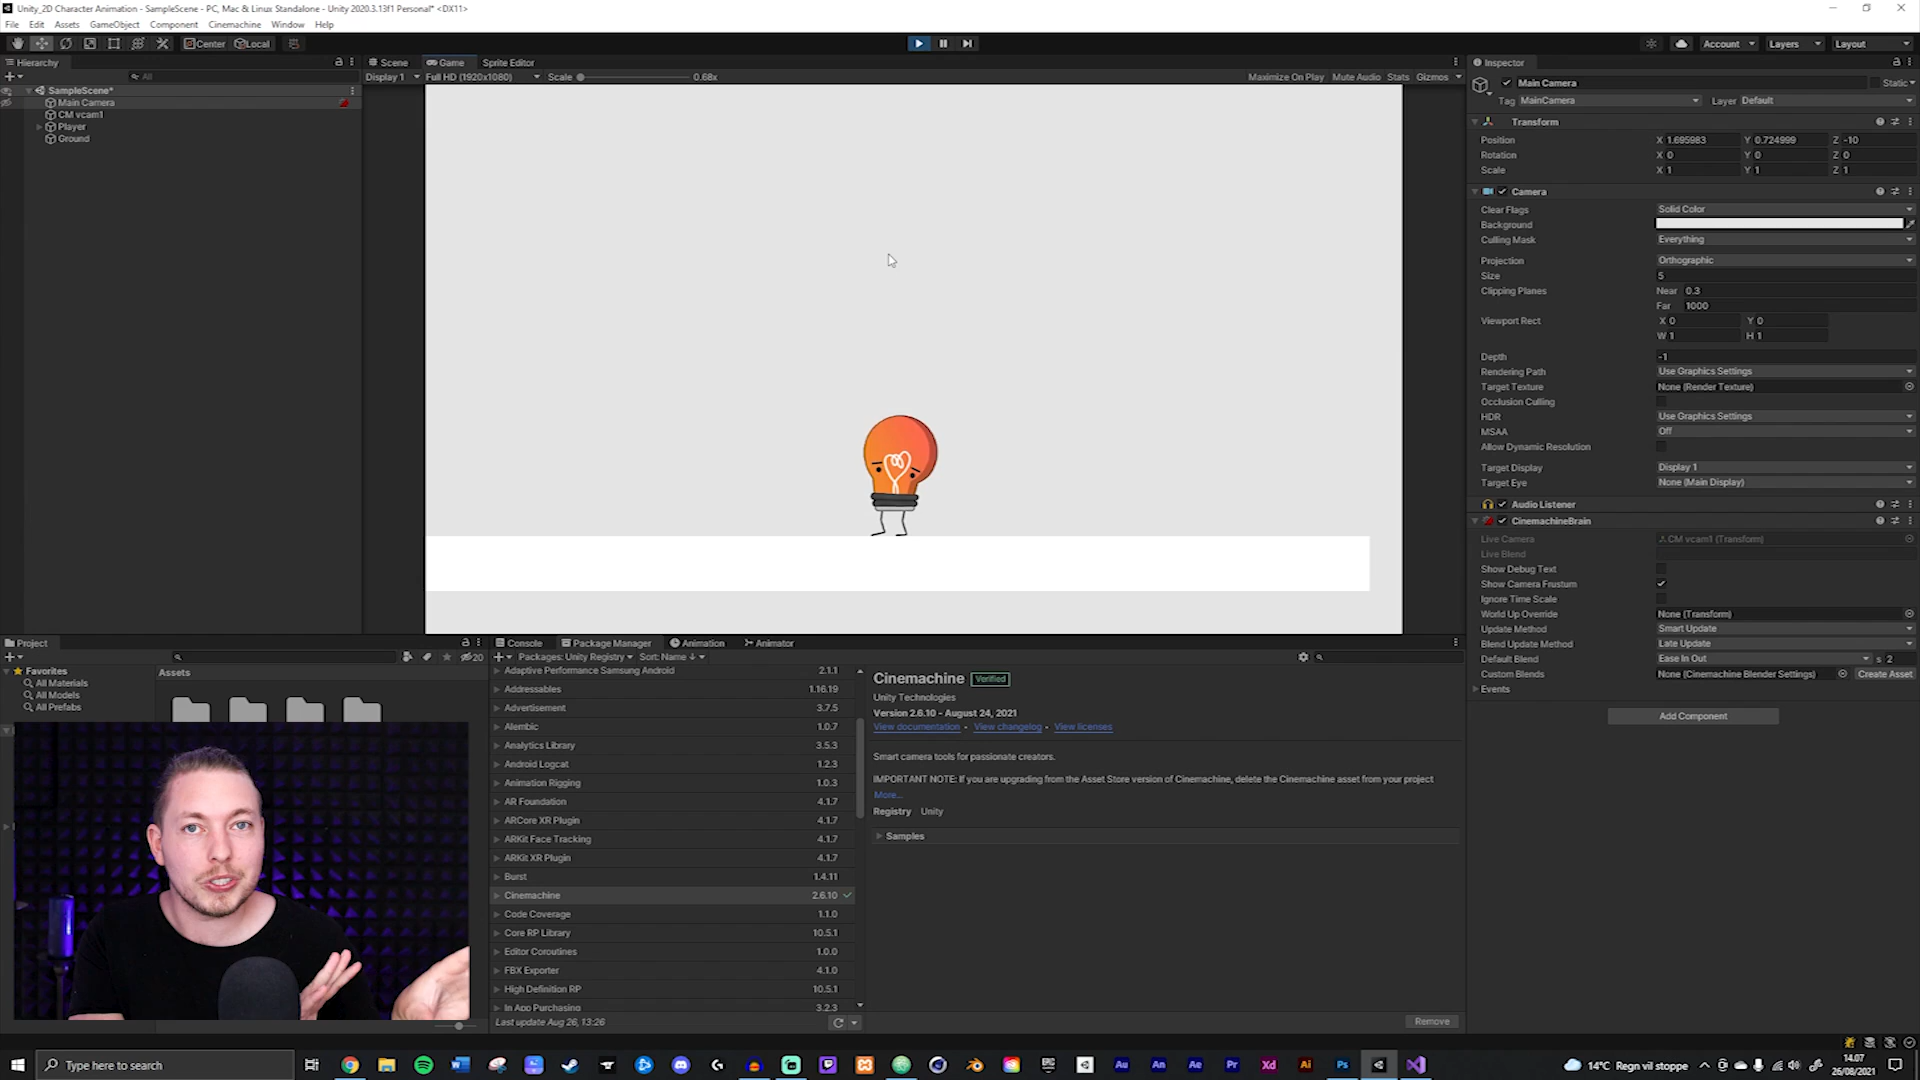 Unity_2D Character Animation - SampleScene - PC, Mac & Linux Standalone - Unity 2020.3.13f1 Personal* <DX11>
File Edit Assets GameObject Component Cinemachine Window Help
Center Local
Account Layers Layout
Hierarchy
All
SampleScene*
Main Camera
CM vcam1
Player
Ground
Scene Game Sprite Editor
Display 1 Full HD (1920x1080) Scale 0.68x Maximize On Play Mute Audio Stats Gizmos
Inspector
Main Camera Static
Tag MainCamera Layer Default
Transform
Position X 1.695983 Y 0.724999 Z -10
Rotation X 0 Y 0 Z 0
Scale X 1 Y 1 Z 1
Camera
Clear Flags Solid Color
Background
Culling Mask Everything
Projection Orthographic
Size 5
Clipping Planes Near 0.3
Far 1000
Viewport Rect X 0 Y 0
W 1 H 1
Depth -1
Rendering Path Use Graphics Settings
Target Texture None (Render Texture)
Occlusion Culling
HDR Use Graphics Settings
MSAA Off
Allow Dynamic Resolution
Target Display Display 1
Target Eye None (Main Display)
Audio Listener
CinemachineBrain
Live Camera CM vcam1 (Transform)
Live Blend
Show Debug Text
Show Camera Frustum
Ignore Time Scale
World Up Override None (Transform)
Update Method Smart Update
Blend Update Method Late Update
Default Blend Ease In Out s 2
Custom Blends None (Cinemachine Blender Settings) Create Asset
Events
Add Component
Project
20
Favorites
All Materials
All Models
All Prefabs
Assets
Console Package Manager Animation Animator
Packages: Unity Registry Sort: Name ↓
Adaptive Performance Samsung Android 2.1.1
Addressables 1.16.19
Advertisement 3.7.5
Alembic 1.0.7
Analytics Library 3.5.3
Android Logcat 1.2.3
Animation Rigging 1.0.3
AR Foundation 4.1.7
ARCore XR Plugin 4.1.7
ARKit Face Tracking 4.1.7
ARKit XR Plugin 4.1.7
Burst 1.4.11
Cinemachine 2.6.10
Code Coverage 1.1.0
Core RP Library 10.5.1
Editor Coroutines 1.0.0
FBX Exporter 4.1.0
High Definition RP 10.5.1
In App Purchasing 3.2.3
Last update Aug 26, 13:26
Cinemachine Verified
Unity Technologies
Version 2.6.10 - August 24, 2021
View documentation - View changelog - View licenses
Smart camera tools for passionate creators.
IMPORTANT NOTE: If you are upgrading from the Asset Store version of Cinemachine, delete the Cinemachine asset from your project
More...
Registry Unity
Samples
Remove
Type here to search
Au An Ae Pr Xd Ai Ps
14°C Regn vil stoppe
14.07
26/08/2021